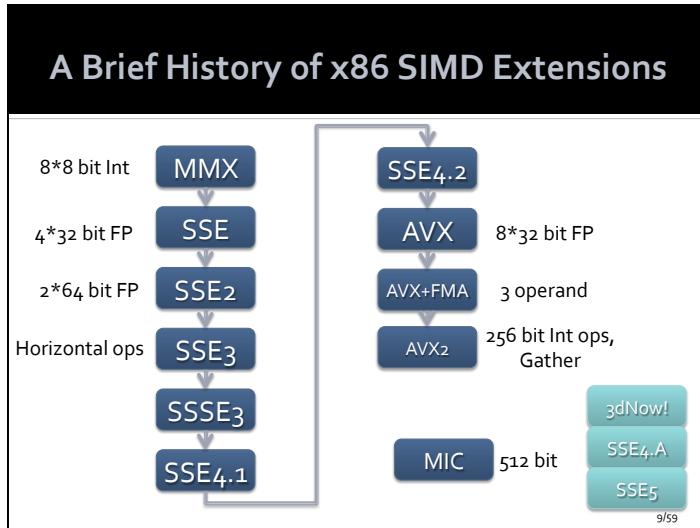 A Brief History of x86 SIMD Extensions
8*8 bit Int
MMX
4*32 bit FP
SSE
2*64 bit FP
SSE2
Horizontal ops
SSE3
SSSE3
SSE4.1
SSE4.2
AVX
8*32 bit FP
AVX+FMA
3 operand
AVX2
256 bit Int ops,
Gather
MIC
512 bit
3dNow!
SSE4.A
SSE5
9/59